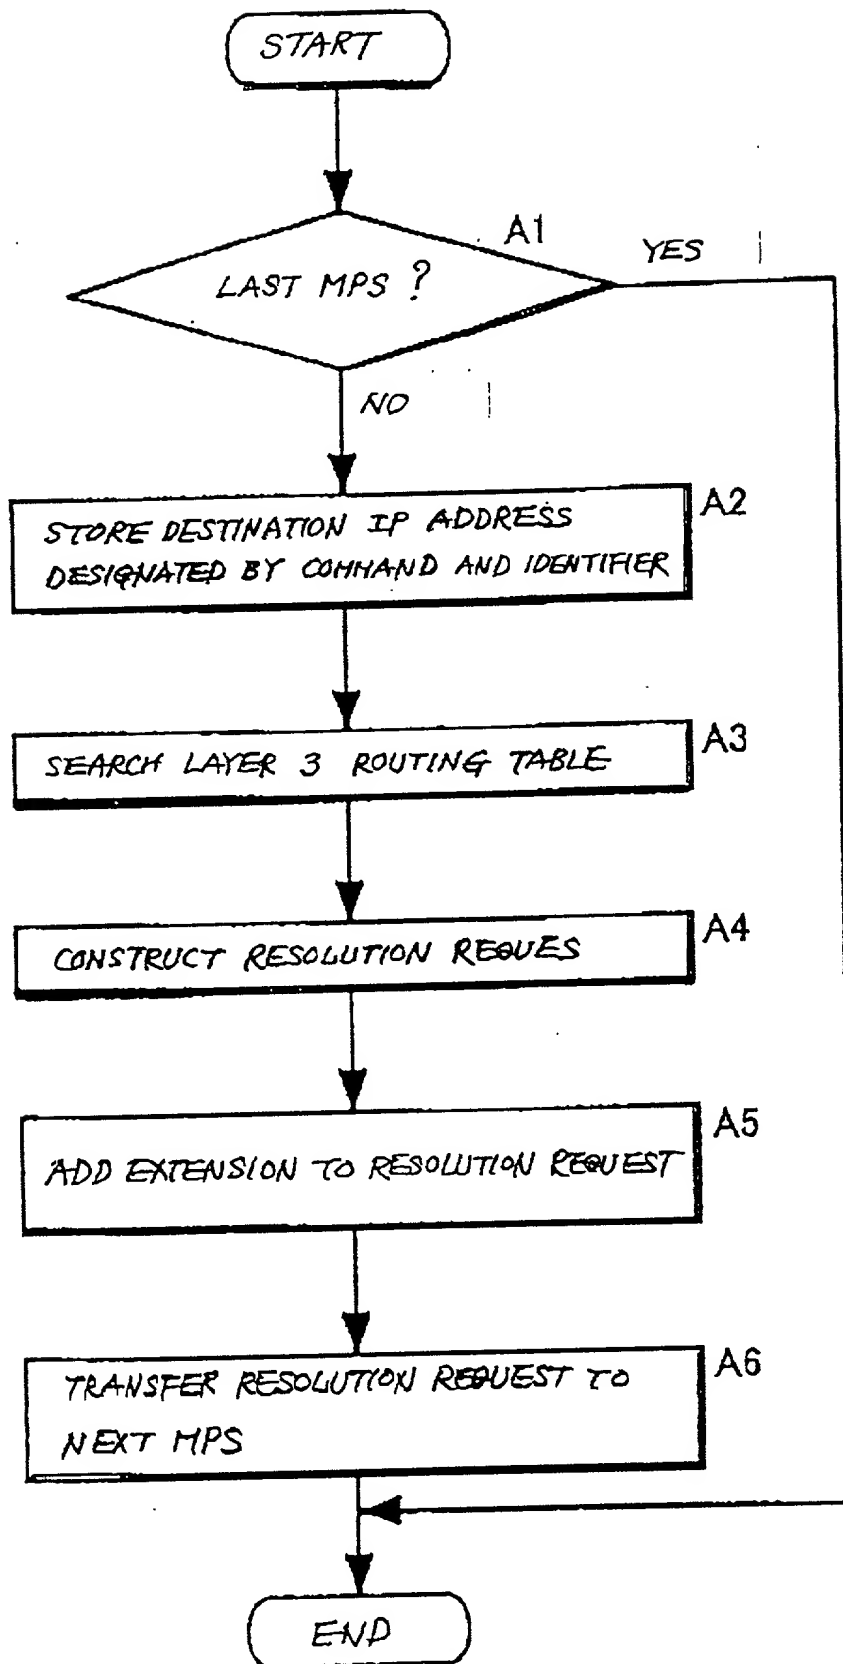 START
A1
YES
LAST MPS ?
NO
A2
STORE DESTINATION IP ADDRESS
DESIGNATED BY COMMAND AND IDENTIFIER
A3
SEARCH LAYER 3 ROUTING TABLE
A4
CONSTRUCT RESOLUTION REQUES
A5
ADD EXTENSION TO RESOLUTION REQUEST
A6
TRANSFER RESOLUTION REQUEST TO
NEXT MPS
END